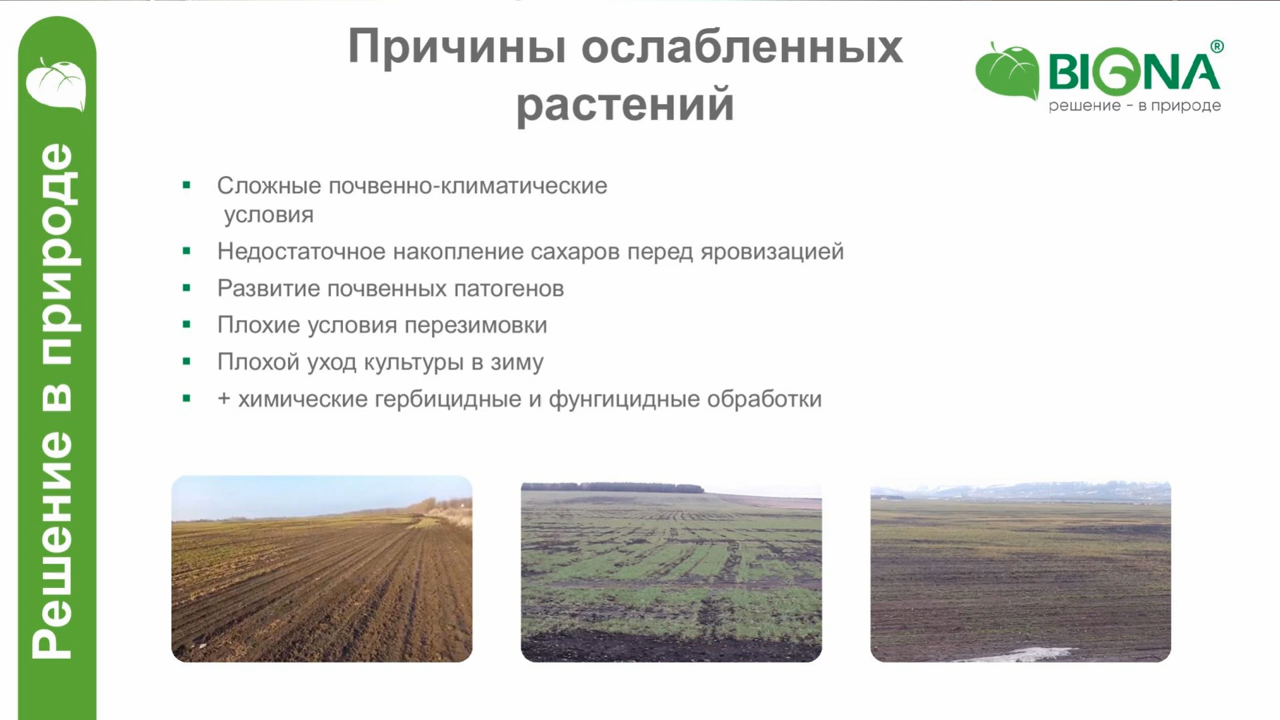 Причины ослабленных
растений
BIONA®
решение - в природе
Решение в природе
▪ Сложные почвенно-климатические
условия
▪ Недостаточное накопление сахаров перед яровизацией
▪ Развитие почвенных патогенов
▪ Плохие условия перезимовки
▪ Плохой уход культуры в зиму
▪ + химические гербицидные и фунгицидные обработки